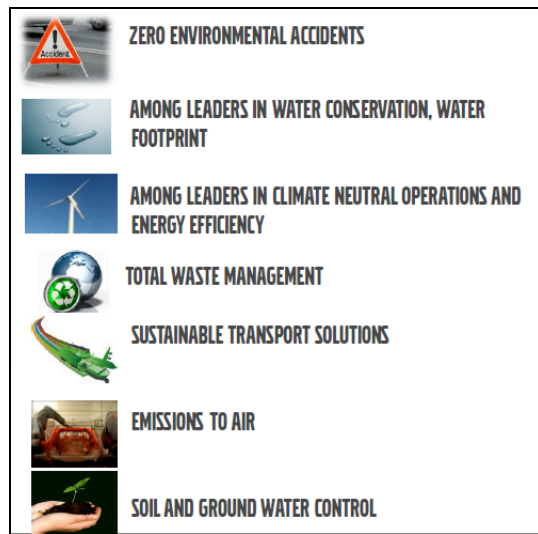 Accident
ZERO ENVIRONMENTAL ACCIDENTS
AMONG LEADERS IN WATER CONSERVATION, WATER
FOOTPRINT
AMONG LEADERS IN CLIMATE NEUTRAL OPERATIONS AND
ENERGY EFFICIENCY
TOTAL WASTE MANAGEMENT
SUSTAINABLE TRANSPORT SOLUTIONS
EMISSIONS TO AIR
SOIL AND GROUND WATER CONTROL